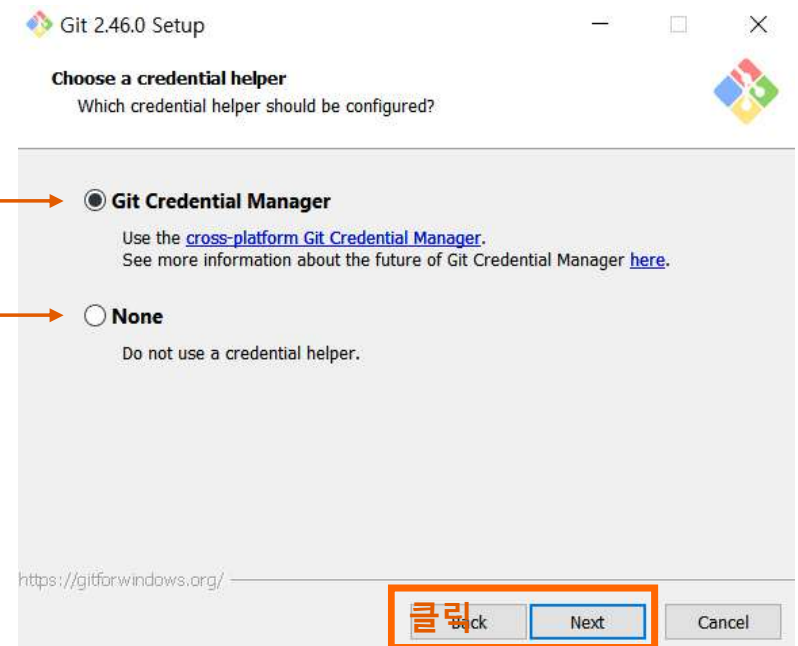 Git 2.46.0 Setup
Choose a credential helper
Which credential helper should be configured?
Git Credential Manager
Use the cross-platform Git Credential Manager.
See more information about the future of Git Credential Manager here.
None
Do not use a credential helper.
https://gitforwindows.org/
클릭 Back Next Cancel